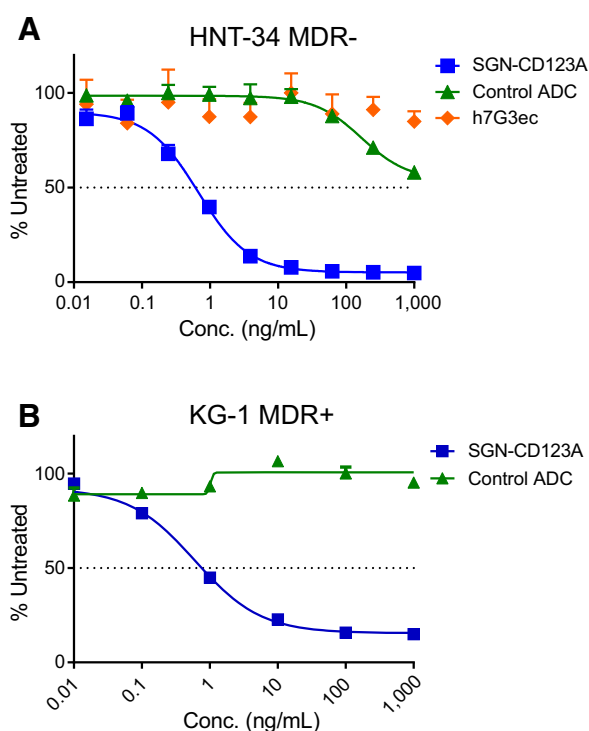 A
HNT-34 MDR-
SGN-CD123A
Control ADC
h7G3ec
% Untreated
100
50
0
0.01 0.1 1 10 100 1,000
Conc. (ng/mL)
B
KG-1 MDR+
SGN-CD123A
Control ADC
% Untreated
100
50
0
0.01 0.1 1 10 100 1,000
Conc. (ng/mL)